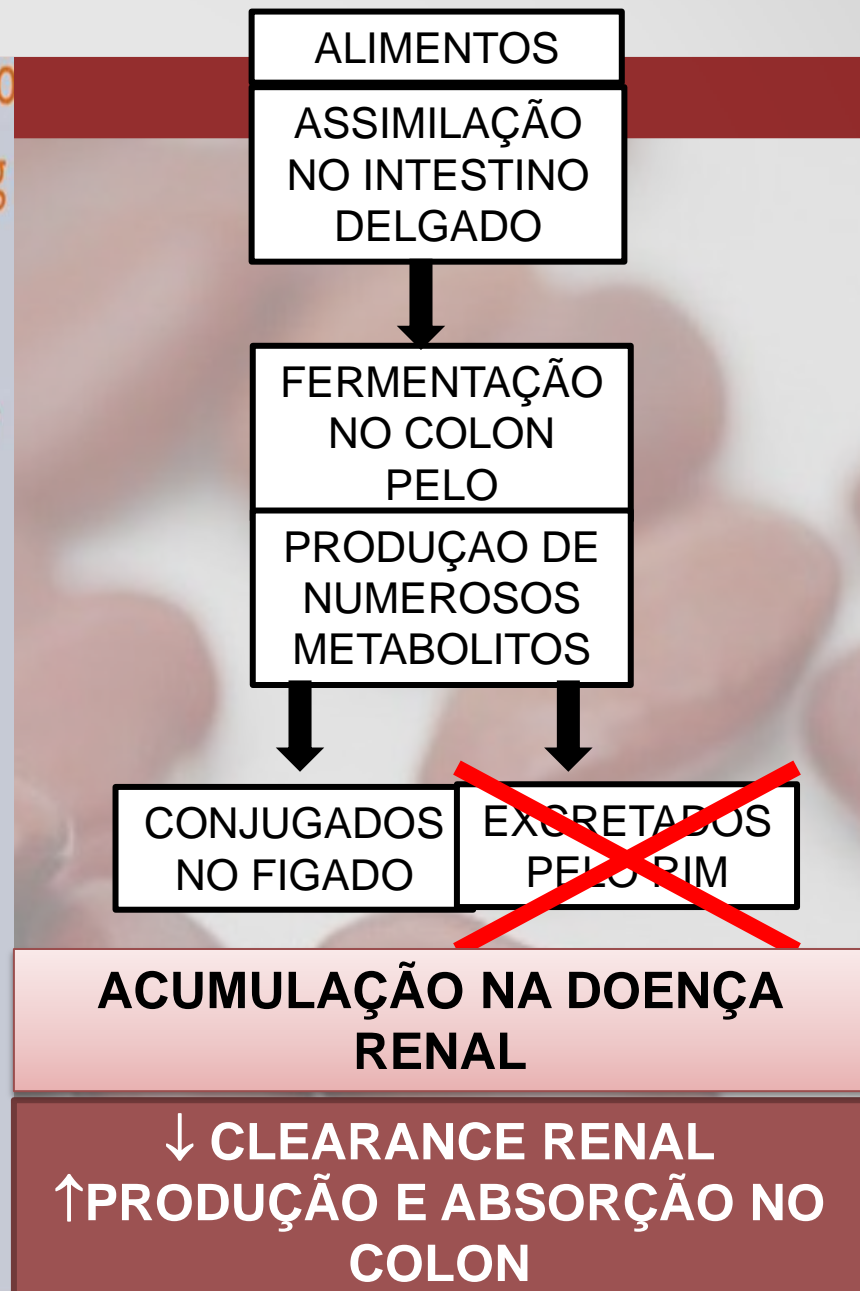 ALIMENTOS
ASSIMILAÇÃO
NO INTESTINO
DELGADO
FERMENTAÇÃO
NO COLON
PELO
PRODUÇAO DE
NUMEROSOS
METABOLITOS
CONJUGADOS
NO FIGADO
EXCRETADOS
PELO RIM
ACUMULAÇÃO NA DOENÇA
RENAL
↓ CLEARANCE RENAL
↑PRODUÇÃO E ABSORÇÃO NO
COLON